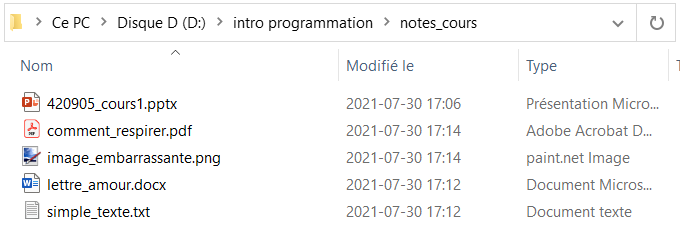 Ce PC > Disque D (D:) > intro programmation > notes_cours
Nom Modifié le Type
420905_cours1.pptx 2021-07-30 17:06 Présentation Micro...
comment_respirer.pdf 2021-07-30 17:14 Adobe Acrobat D...
image_embarrassante.png 2021-07-30 17:14 paint.net Image
lettre_amour.docx 2021-07-30 17:12 Document Micros...
simple_texte.txt 2021-07-30 17:12 Document texte